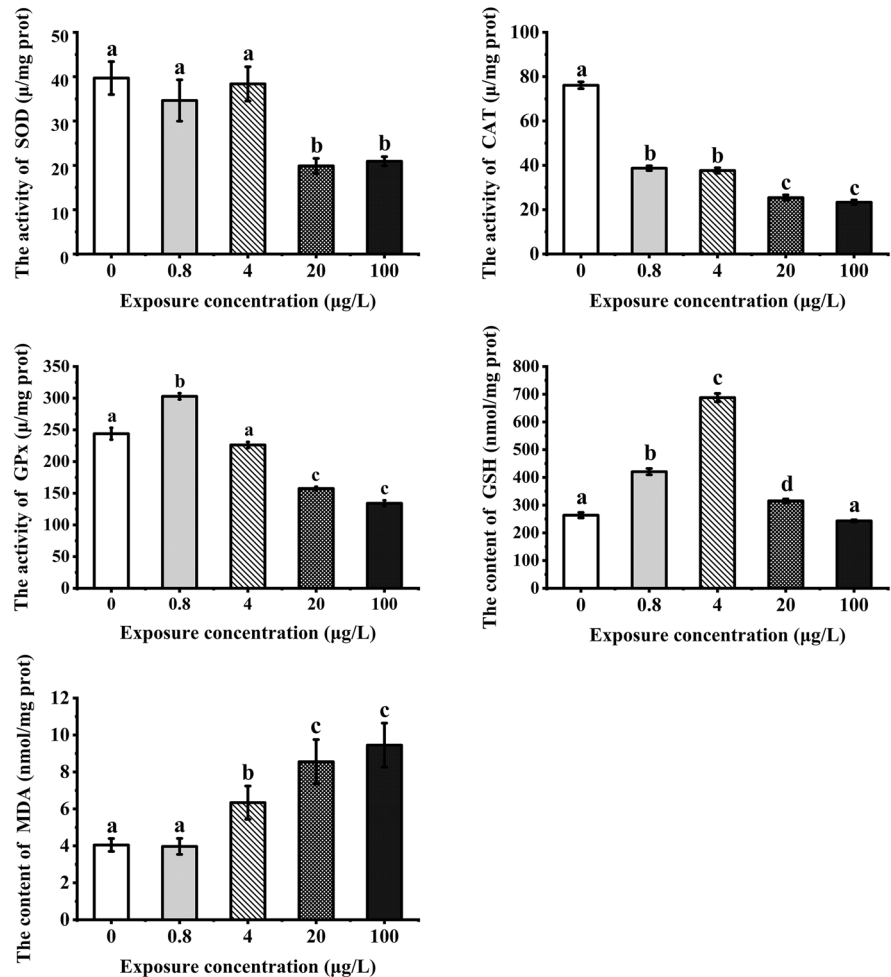 The activity of SOD (μ/mg prot)
50
40
30
20
10
0
a
a
a
b
b
0 0.8 4 20 100
Exposure concentration (μg/L)
The activity of CAT (μ/mg prot)
100
80
60
40
20
0
a
b
b
c
c
0 0.8 4 20 100
Exposure concentration (μg/L)
The activity of GPx (μ/mg prot)
350
300
250
200
150
100
50
0
a
b
a
c
c
0 0.8 4 20 100
Exposure concentration (μg/L)
The content of GSH (nmol/mg prot)
800
700
600
500
400
300
200
100
0
a
b
c
d
a
0 0.8 4 20 100
Exposure concentration (μg/L)
The content of MDA (nmol/mg prot)
12
10
8
6
4
2
0
a
a
b
c
c
0 0.8 4 20 100
Exposure concentration (μg/L)